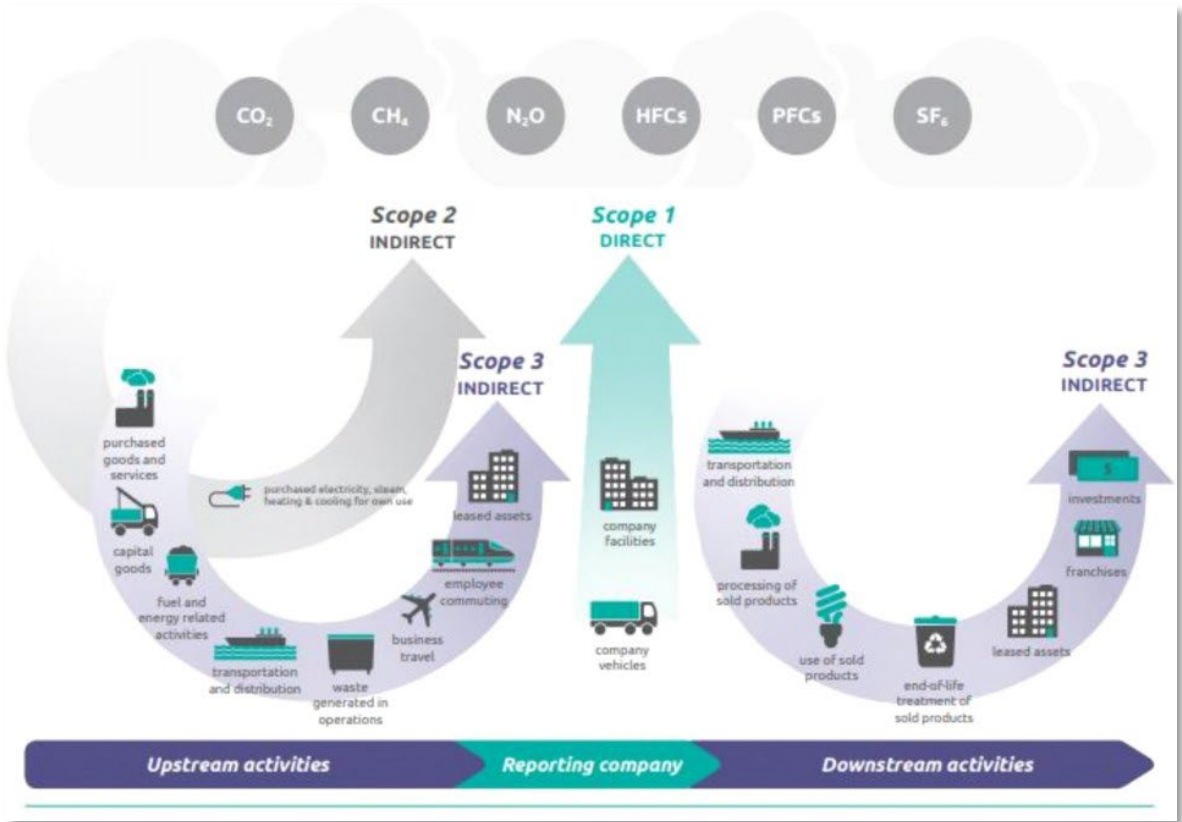 CO₂
CH₄
N₂O
HFCs
PFCs
SF₆
Scope 2
INDIRECT
Scope 1
DIRECT
Scope 3
INDIRECT
Scope 3
INDIRECT
purchased
goods and
services
capital
goods
fuel and
energy related
activities
transportation
and distribution
waste
generated in
operations
business
travel
employee
commuting
leased assets
purchased electricity, steam,
heating & cooling for own use
company
facilities
company
vehicles
transportation
and distribution
processing of
sold products
use of sold
products
end-of-life
treatment of
sold products
leased assets
franchises
$
investments
Upstream activities
Reporting company
Downstream activities